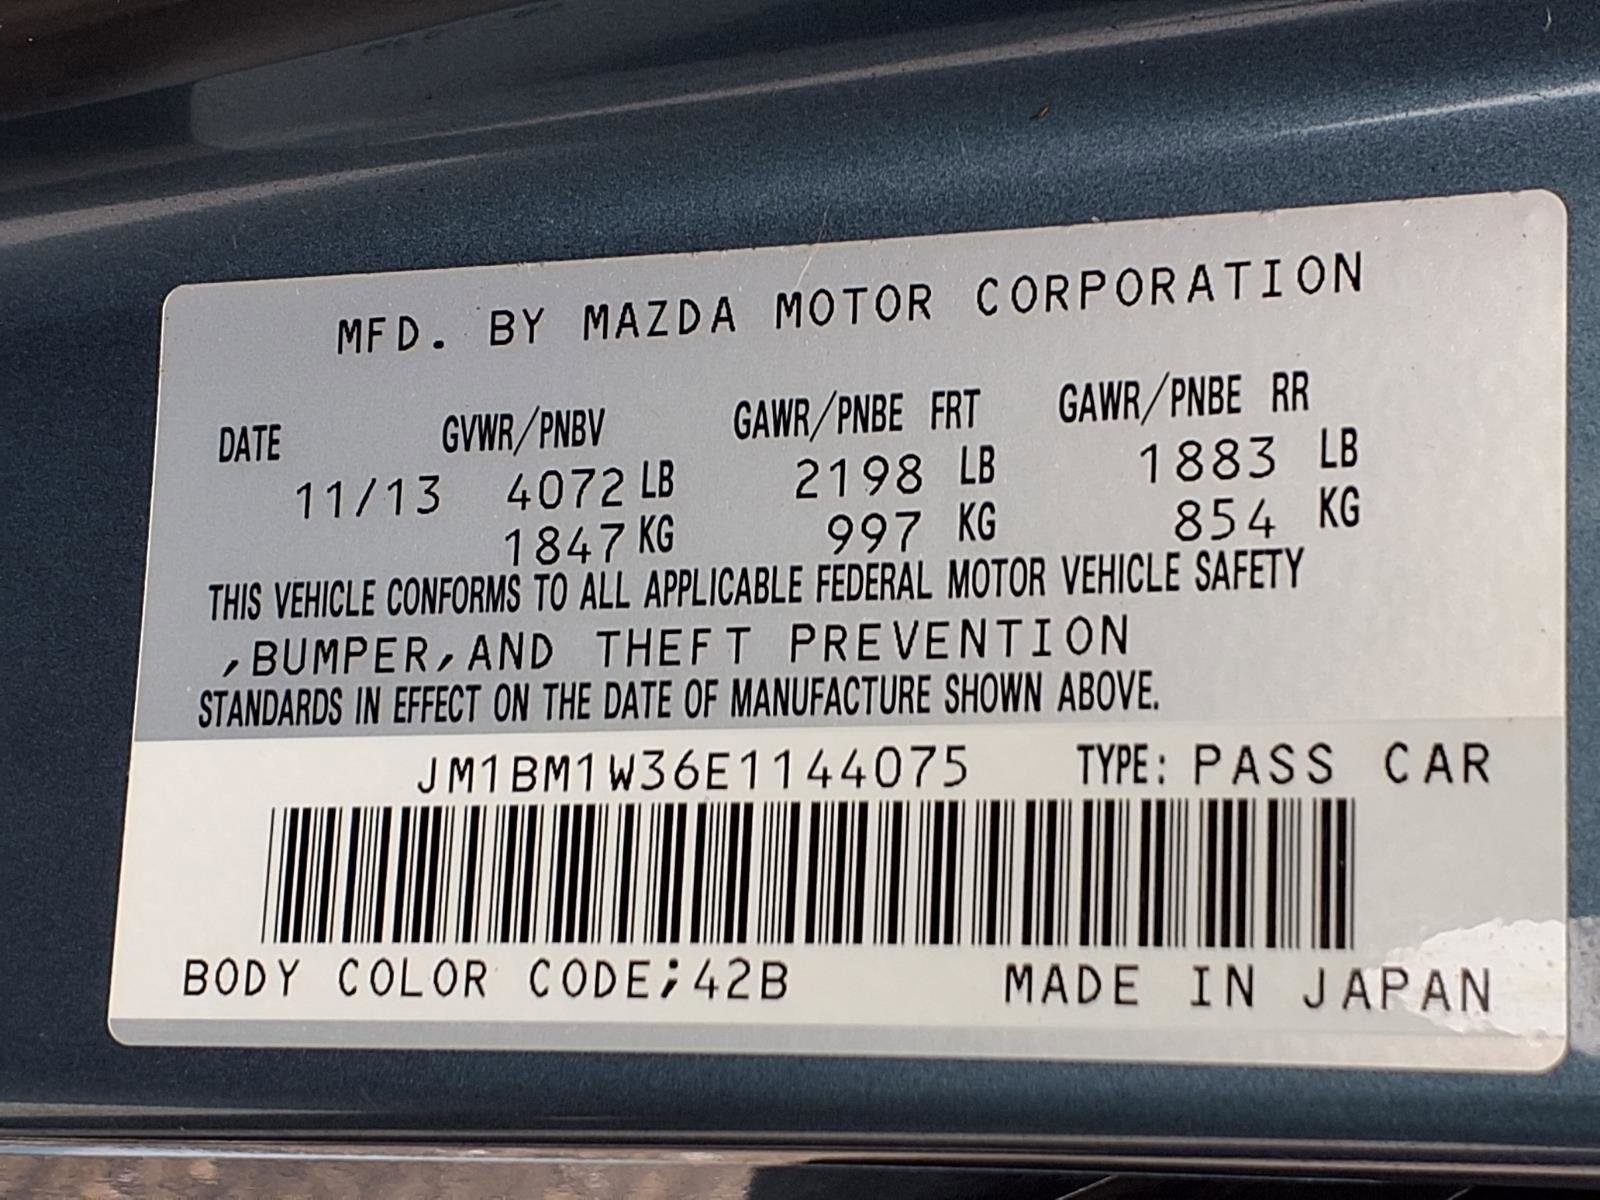 MFD. BY MAZDA MOTOR CORPORATION
DATE GVWR/PNBV GAWR/PNBE FRT GAWR/PNBE RR
11/13 4072 LB 2198 LB 1883 LB
1847 KG 997 KG 854 KG
THIS VEHICLE CONFORMS TO ALL APPLICABLE FEDERAL MOTOR VEHICLE SAFETY
,BUMPER,AND THEFT PREVENTION
STANDARDS IN EFFECT ON THE DATE OF MANUFACTURE SHOWN ABOVE.
JM1BM1W36E1144075 TYPE: PASS CAR
BODY COLOR CODE;42B MADE IN JAPAN